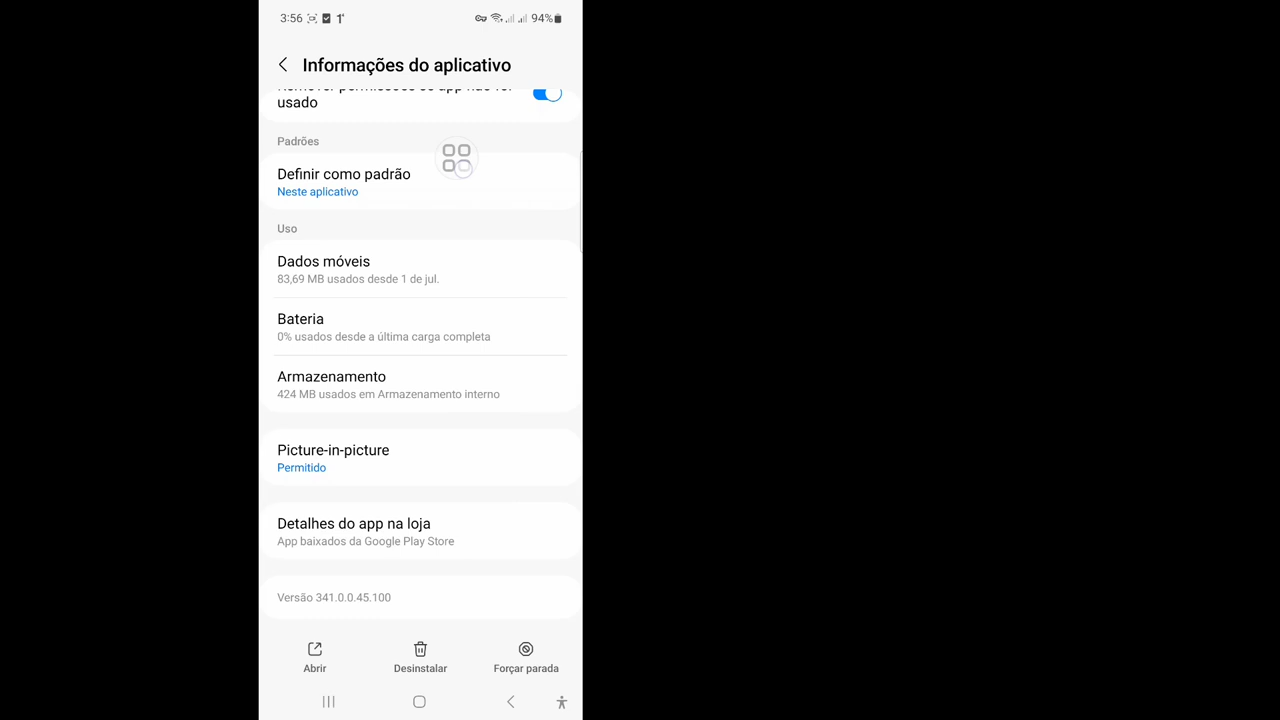 3:56
94%
Informações do aplicativo
Remover permissões se app não for
usado
Padrões
Definir como padrão
Neste aplicativo
Uso
Dados móveis
83,69 MB usados desde 1 de jul.
Bateria
0% usados desde a última carga completa
Armazenamento
424 MB usados em Armazenamento interno
Picture-in-picture
Permitido
Detalhes do app na loja
App baixados da Google Play Store
Versão 341.0.0.45.100
Abrir
Desinstalar
Forçar parada